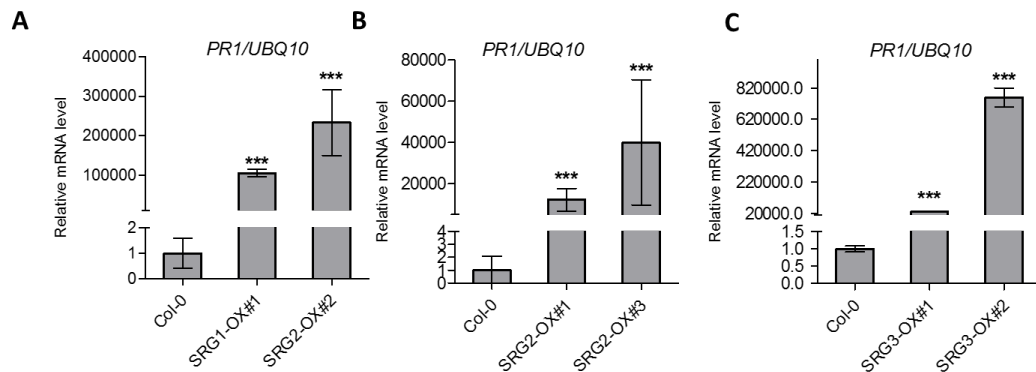 A
PR1/UBQ10
Relative mRNA level
400000
300000
200000
100000
2
1
0
***
***
Col-0
SRG1-OX#1
SRG2-OX#2
B
PR1/UBQ10
Relative mRNA level
80000
60000
40000
20000
4
3
2
1
0
***
***
Col-0
SRG2-OX#1
SRG2-OX#3
C
PR1/UBQ10
Relative mRNA level
820000.0
620000.0
420000.0
220000.0
20000.0
1.5
1.0
0.5
0.0
***
***
Col-0
SRG3-OX#1
SRG3-OX#2